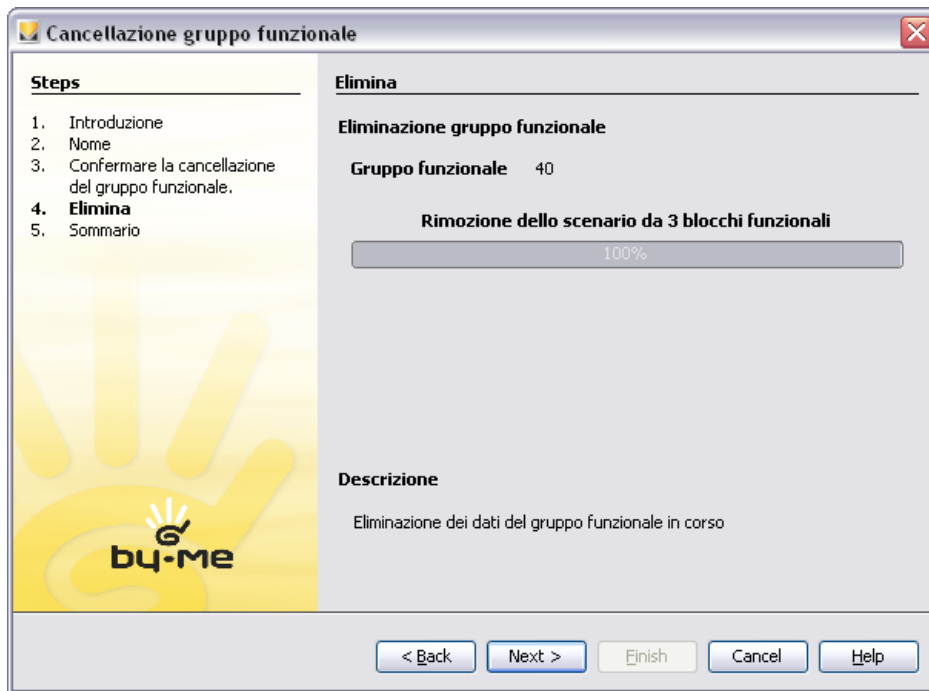 Cancellazione gruppo funzionale
Steps
1. Introduzione
2. Nome
3. Confermare la cancellazione
del gruppo funzionale.
4. Elimina
5. Sommario
by-me
Elimina
Eliminazione gruppo funzionale
Gruppo funzionale 40
Rimozione dello scenario da 3 blocchi funzionali
100%
Descrizione
Eliminazione dei dati del gruppo funzionale in corso
< Back Next > Finish Cancel Help